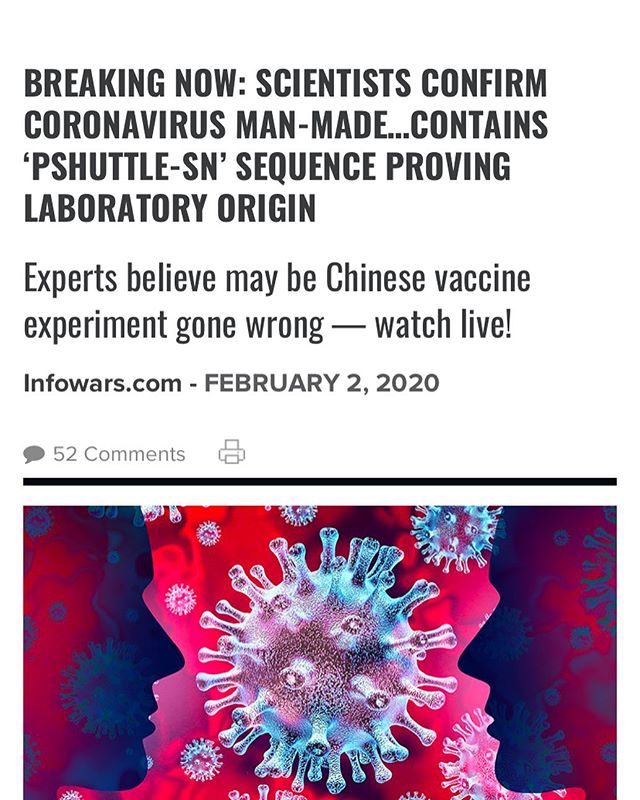 BREAKING NOW: SCIENTISTS CONFIRM
CORONAVIRUS MAN-MADE...CONTAINS
‘PSHUTTLE-SN’ SEQUENCE PROVING
LABORATORY ORIGIN
Experts believe may be Chinese vaccine
experiment gone wrong — watch live!
Infowars.com - FEBRUARY 2, 2020
52 Comments